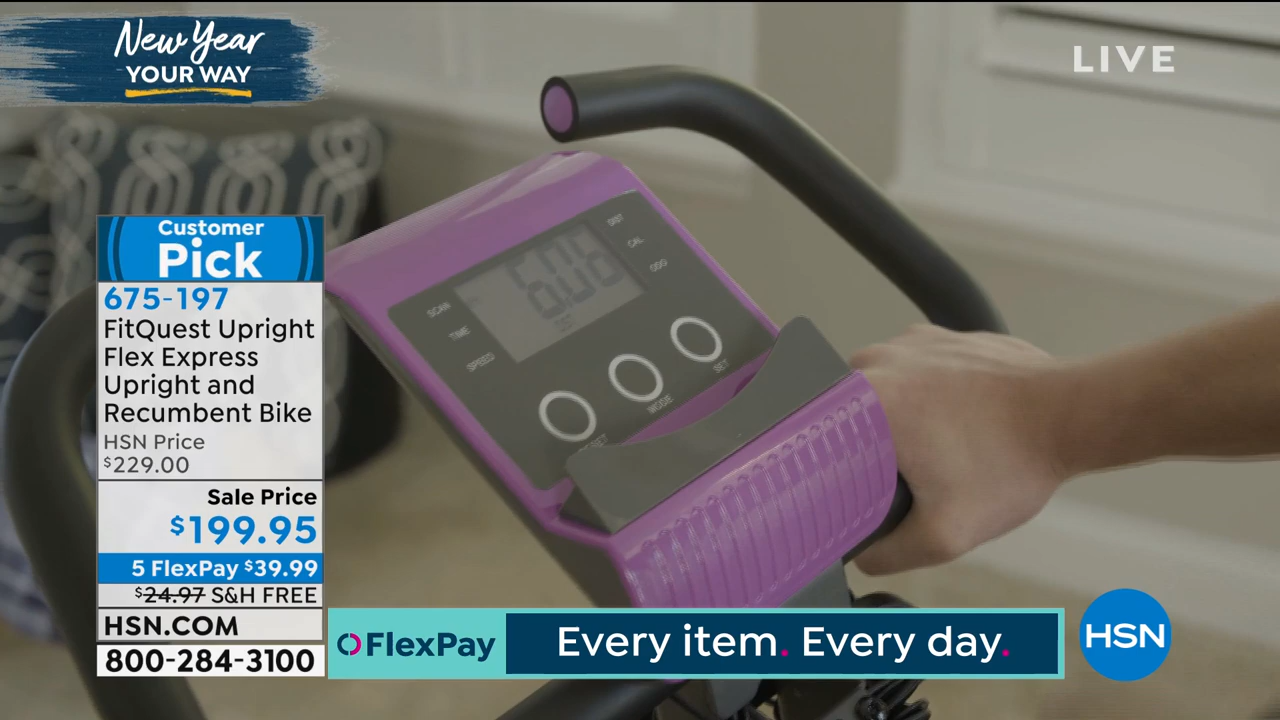 New Year
YOUR WAY
LIVE
Customer
Pick
675-197
FitQuest Upright
Flex Express
Upright and
Recumbent Bike
HSN Price
$229.00
Sale Price
$199.95
5 FlexPay $39.99
$24.97 S&H FREE
HSN.COM
800-284-3100
FlexPay
Every item. Every day.
HSN
SCAN
TIME
SPEED
DIST
CAL
ODO
MODE
SET